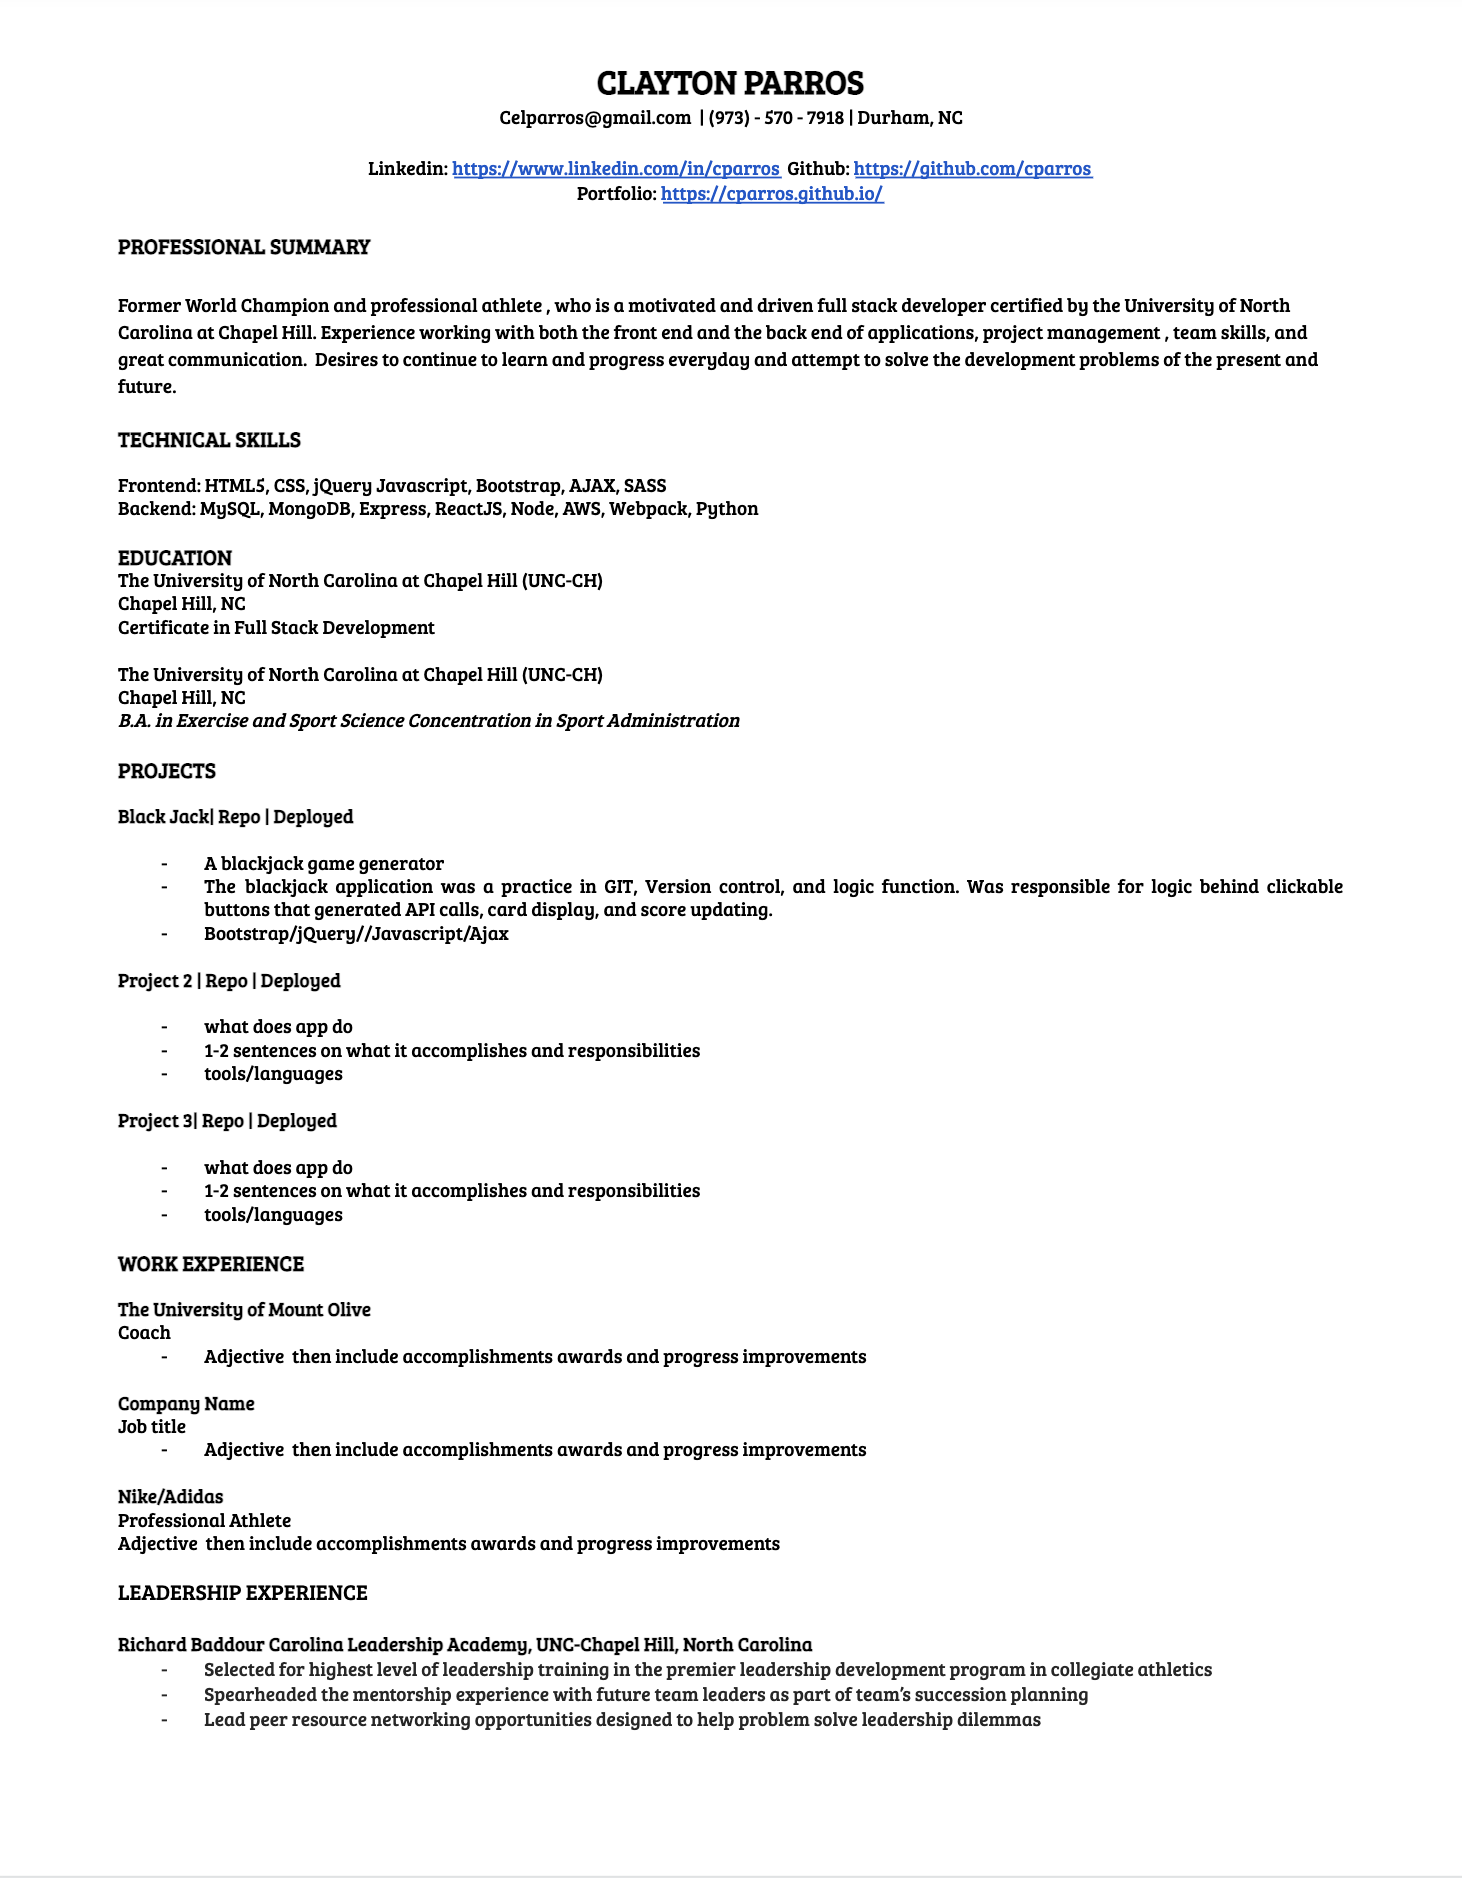 CLAYTON PARROS
Celparros@gmail.com | (973) - 570 - 7918 | Durham, NC
Linkedin: https://www.linkedin.com/in/cparros Github: https://github.com/cparros
Portfolio: https://cparros.github.io/
PROFESSIONAL SUMMARY
Former World Champion and professional athlete , who is a motivated and driven full stack developer certified by the University of North
Carolina at Chapel Hill. Experience working with both the front end and the back end of applications, project management , team skills, and
great communication. Desires to continue to learn and progress everyday and attempt to solve the development problems of the present and
future.
TECHNICAL SKILLS
Frontend: HTML5, CSS, jQuery Javascript, Bootstrap, AJAX, SASS
Backend: MySQL, MongoDB, Express, ReactJS, Node, AWS, Webpack, Python
EDUCATION
The University of North Carolina at Chapel Hill (UNC-CH)
Chapel Hill, NC
Certificate in Full Stack Development
The University of North Carolina at Chapel Hill (UNC-CH)
Chapel Hill, NC
B.A. in Exercise and Sport Science Concentration in Sport Administration
PROJECTS
Black Jack| Repo | Deployed
- A blackjack game generator
- The blackjack application was a practice in GIT, Version control, and logic function. Was responsible for logic behind clickable
buttons that generated API calls, card display, and score updating.
- Bootstrap/jQuery//Javascript/Ajax
Project 2 | Repo | Deployed
- what does app do
- 1-2 sentences on what it accomplishes and responsibilities
- tools/languages
Project 3| Repo | Deployed
- what does app do
- 1-2 sentences on what it accomplishes and responsibilities
- tools/languages
WORK EXPERIENCE
The University of Mount Olive
Coach
- Adjective then include accomplishments awards and progress improvements
Company Name
Job title
- Adjective then include accomplishments awards and progress improvements
Nike/Adidas
Professional Athlete
Adjective then include accomplishments awards and progress improvements
LEADERSHIP EXPERIENCE
Richard Baddour Carolina Leadership Academy, UNC-Chapel Hill, North Carolina
- Selected for highest level of leadership training in the premier leadership development program in collegiate athletics
- Spearheaded the mentorship experience with future team leaders as part of team's succession planning
- Lead peer resource networking opportunities designed to help problem solve leadership dilemmas